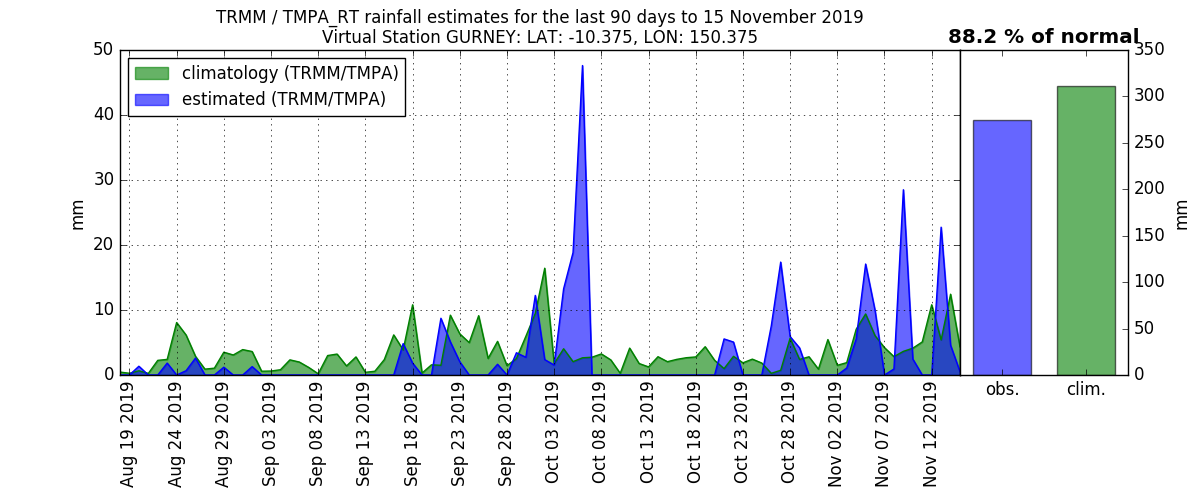 TRMM / TMPA_RT rainfall estimates for the last 90 days to 15 November 2019
Virtual Station GURNEY: LAT: -10.375, LON: 150.375
88.2 % of normal
climatology (TRMM/TMPA)
estimated (TRMM/TMPA)
50
40
30
20
10
0
mm
350
300
250
200
150
100
50
0
mm
Aug 19 2019
Aug 24 2019
Aug 29 2019
Sep 03 2019
Sep 08 2019
Sep 13 2019
Sep 18 2019
Sep 23 2019
Sep 28 2019
Oct 03 2019
Oct 08 2019
Oct 13 2019
Oct 18 2019
Oct 23 2019
Oct 28 2019
Nov 02 2019
Nov 07 2019
Nov 12 2019
obs.
clim.